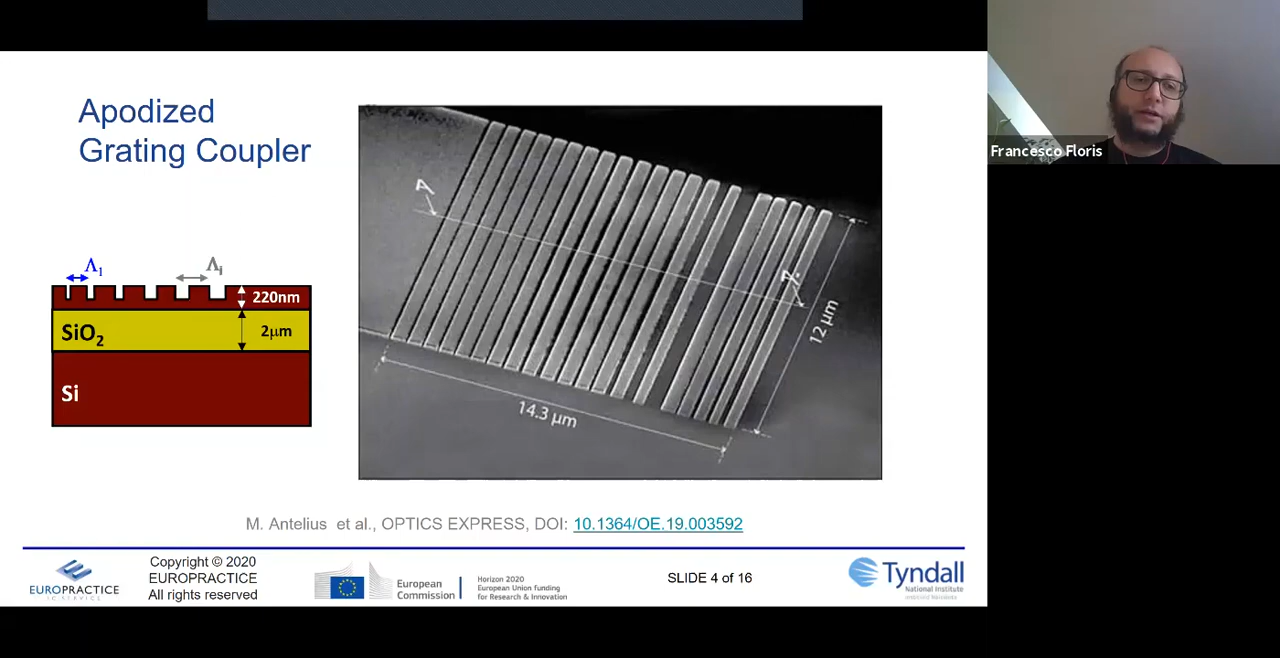 Apodized
Grating Coupler
Francesco Floris
Λ1
Λi
220nm
SiO2
2μm
Si
A
A'
12 μm
14.3 μm
M. Antelius et al., OPTICS EXPRESS, DOI: 10.1364/OE.19.003592
EUROPRACTICE
IC SERVICE
Copyright © 2020
EUROPRACTICE
All rights reserved
European
Commission
Horizon 2020
European Union funding
for Research & Innovation
SLIDE 4 of 16
Tyndall
National Institute